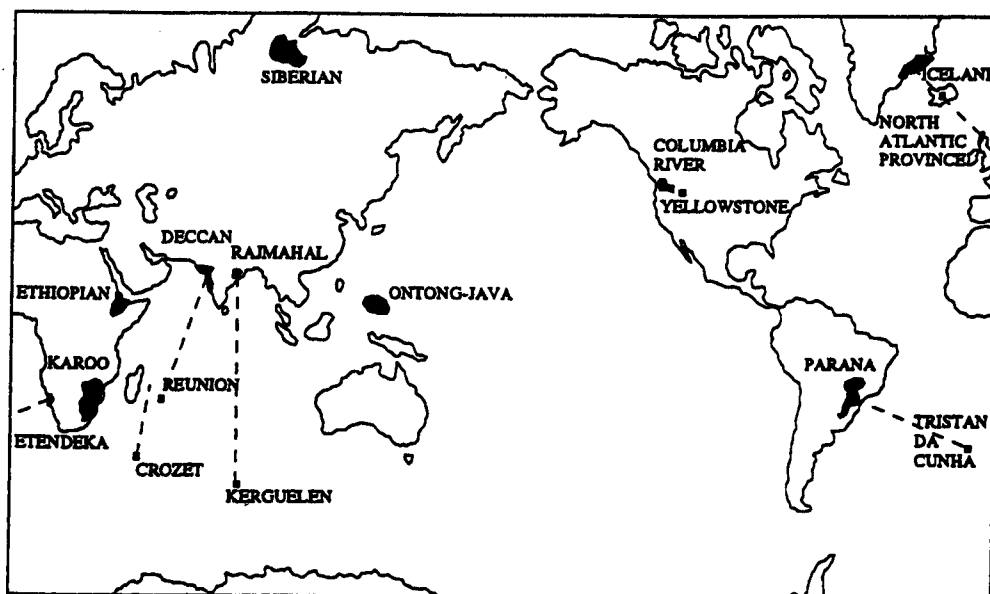 SIBERIAN
ICELAN
NORTH
ATLANTIC
PROVINCE
COLUMBIA
RIVER
YELLOWSTONE
DECCAN
RAJMAHAL
ETHIOPIAN
ONTONG-JAVA
KAROO
REUNION
PARANA
ETENDEKA
TRISTAN
DA
CUNHA
CROZET
KERGUELEN